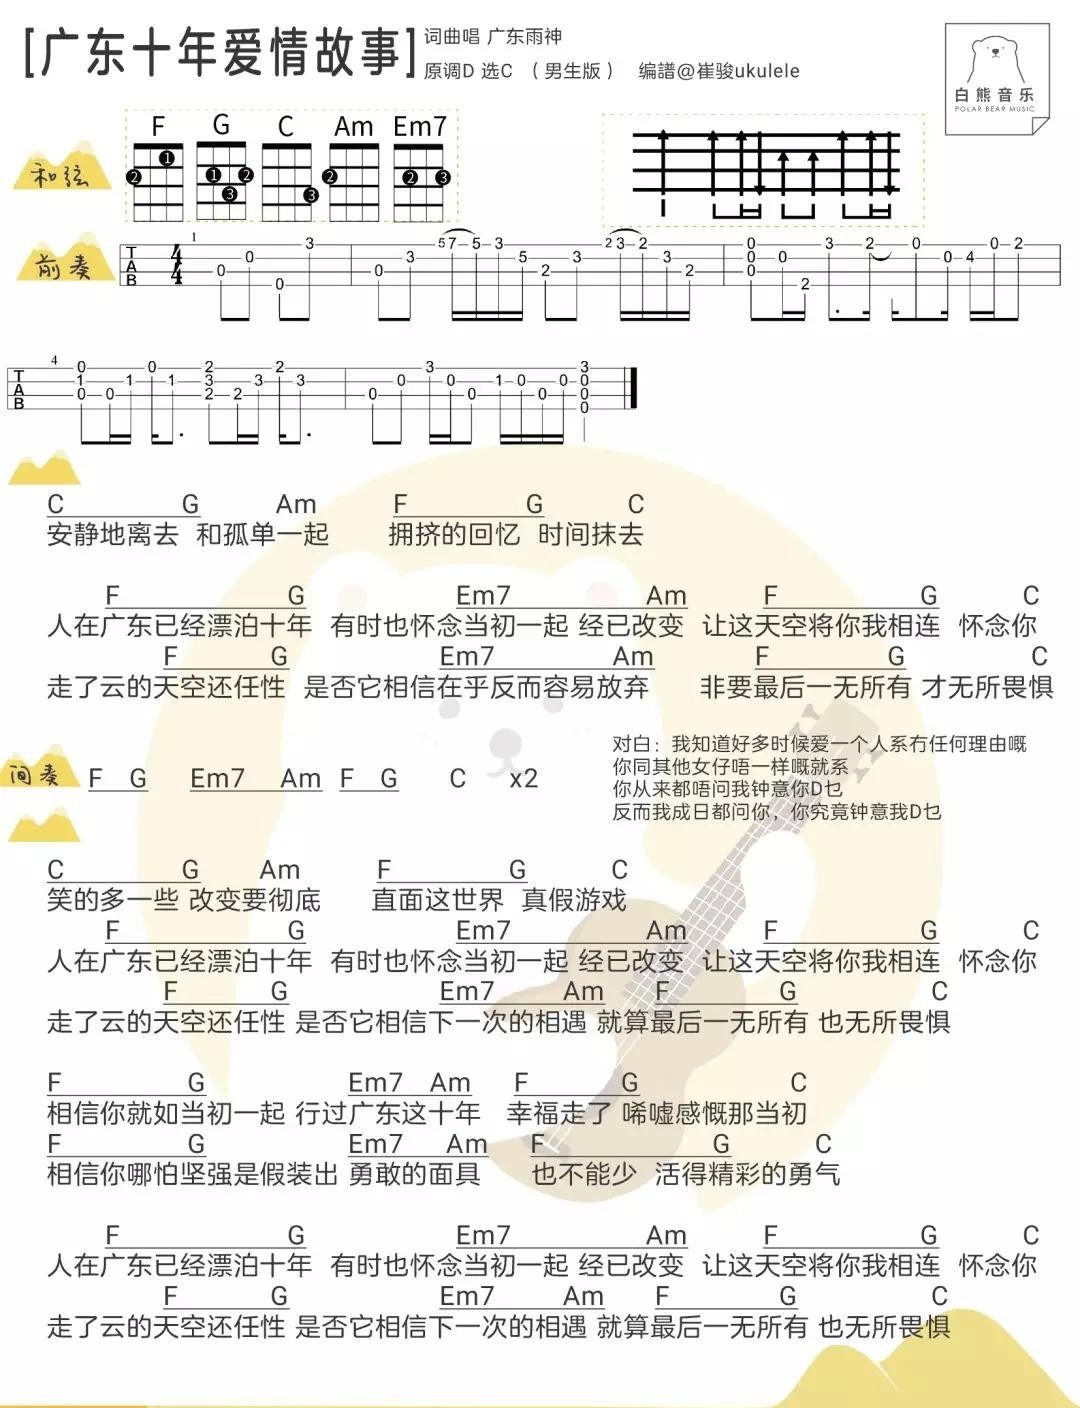 [广东十年爱情故事]
词曲唱 广东雨神
原调D 选C （男生版） 编譜@崔骏ukulele
白熊音乐
POLAR BEAR MUSIC
和弦
F G C Am Em7
前奏
C G Am F G C
安静地离去 和孤单一起 拥挤的回忆 时间抹去
F G Em7 Am F G C
人在广东已经漂泊十年 有时也怀念当初一起 经已改变 让这天空将你我相连 怀念你
F G Em7 Am F G C
走了云的天空还任性 是否它相信在乎反而容易放弃 非要最后一无所有 才无所畏惧
间奏
F G Em7 Am F G C x2
对白：我知道好多时候爱一个人系冇任何理由嘅
你同其他女仔唔一样嘅就系
你从来都唔问我钟意你D乜
反而我成日都问你，你究竟钟意我D乜
C G Am F G C
笑的多一些 改变要彻底 直面这世界 真假游戏
F G Em7 Am F G C
人在广东已经漂泊十年 有时也怀念当初一起 经已改变 让这天空将你我相连 怀念你
F G Em7 Am F G C
走了云的天空还任性 是否它相信下一次的相遇 就算最后一无所有 也无所畏惧
F G Em7 Am F G C
相信你就如当初一起 行过广东这十年 幸福走了 唏嘘感慨那当初
F G Em7 Am F G C
相信你哪怕坚强是假装出 勇敢的面具 也不能少 活得精彩的勇气
F G Em7 Am F G C
人在广东已经漂泊十年 有时也怀念当初一起 经已改变 让这天空将你我相连 怀念你
F G Em7 Am F G C
走了云的天空还任性 是否它相信下一次的相遇 就算最后一无所有 也无所畏惧